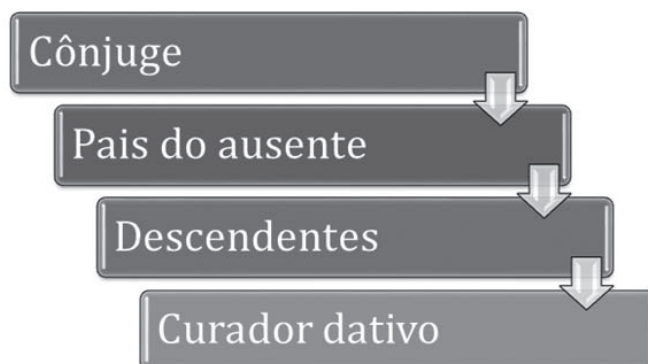 Cônjuge
Pais do ausente
Descendentes
Curador dativo